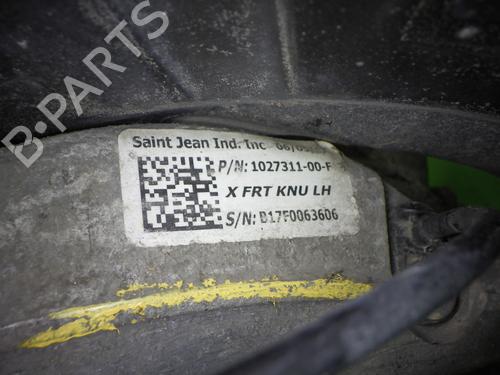 B-PARTS
Saint Jean Ind. Inc
P/N: 1027311-00-F
X FRT KNU LH
S/N: B17F0063606